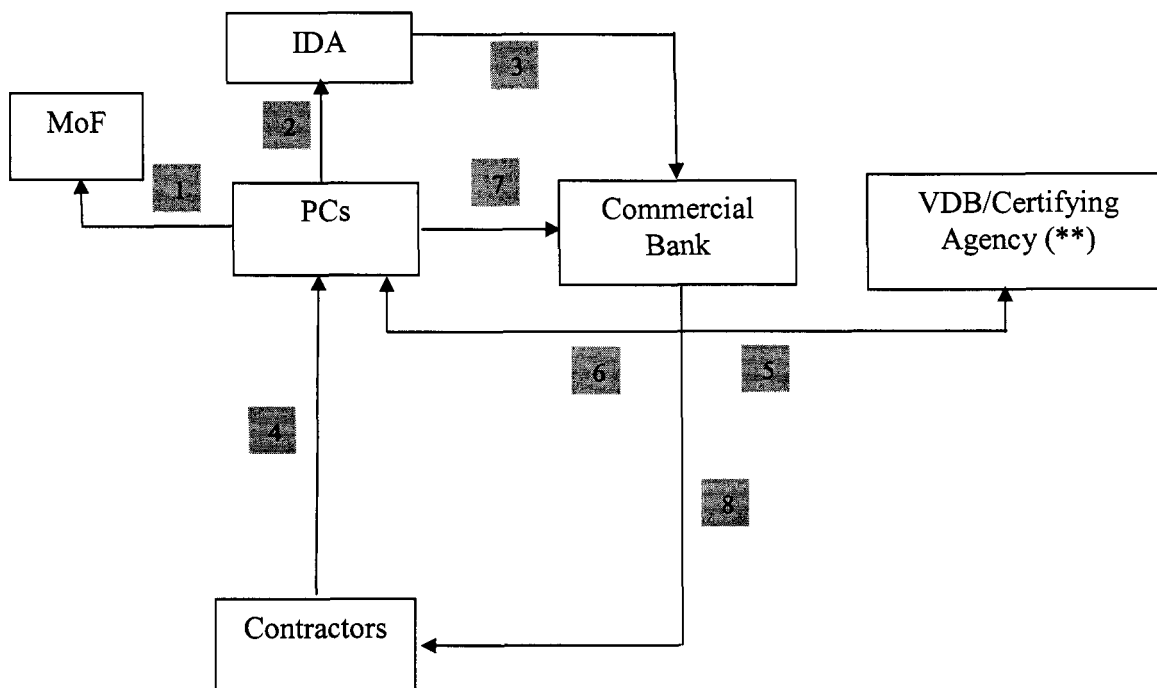 IDA
3
MoF
2
1
7
PCs
Commercial
Bank
VDB/Certifying
Agency (**)
6
5
4
8
Contractors